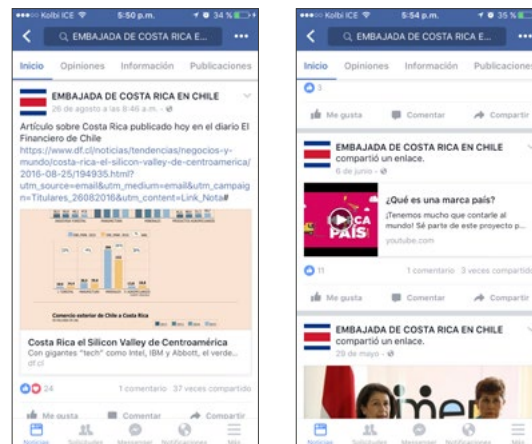 Kolbi ICE 5:50 p.m. 34 %
EMBAJADA DE COSTA RICA E...
Inicio Opiniones Información Publicaciones
EMBAJADA DE COSTA RICA EN CHILE
26 de agosto a las 8:46 a.m.
Artículo sobre Costa Rica publicado hoy en el diario El
Financiero de Chile
https://www.df.cl/noticias/tendencias/negocios-y-
mundo/costa-rica-el-silicon-valley-de-centroamerica/
2016-08-25/194935.html?
utm_source=email&utm_medium=email&utm_campaig
n=Titulares_26082016&utm_content=Link_Nota#
Comercio exterior de Chile a Costa Rica
Costa Rica el Silicon Valley de Centroamérica
Con gigantes "tech" como Intel, IBM y Abbott, el verde...
df.cl
24 1 comentario 37 veces compartido
Me gusta Comentar Compartir
Noticias Solicitudes Messenger Notificaciones Más
Kolbi ICE 5:54 p.m. 35 %
EMBAJADA DE COSTA RICA E...
Inicio Opiniones Información Publicaciones
3
Me gusta Comentar Compartir
EMBAJADA DE COSTA RICA EN CHILE
compartió un enlace.
6 de junio
¿Qué es una marca país?
¡Tenemos mucho que contarle al
mundo! Sé parte de este proyecto p...
youtube.com
CA
PAÍS
11 1 comentario 3 veces compartido
Me gusta Comentar Compartir
EMBAJADA DE COSTA RICA EN CHILE
compartió un enlace.
29 de mayo
Noticias Solicitudes Messenger Notificaciones Más